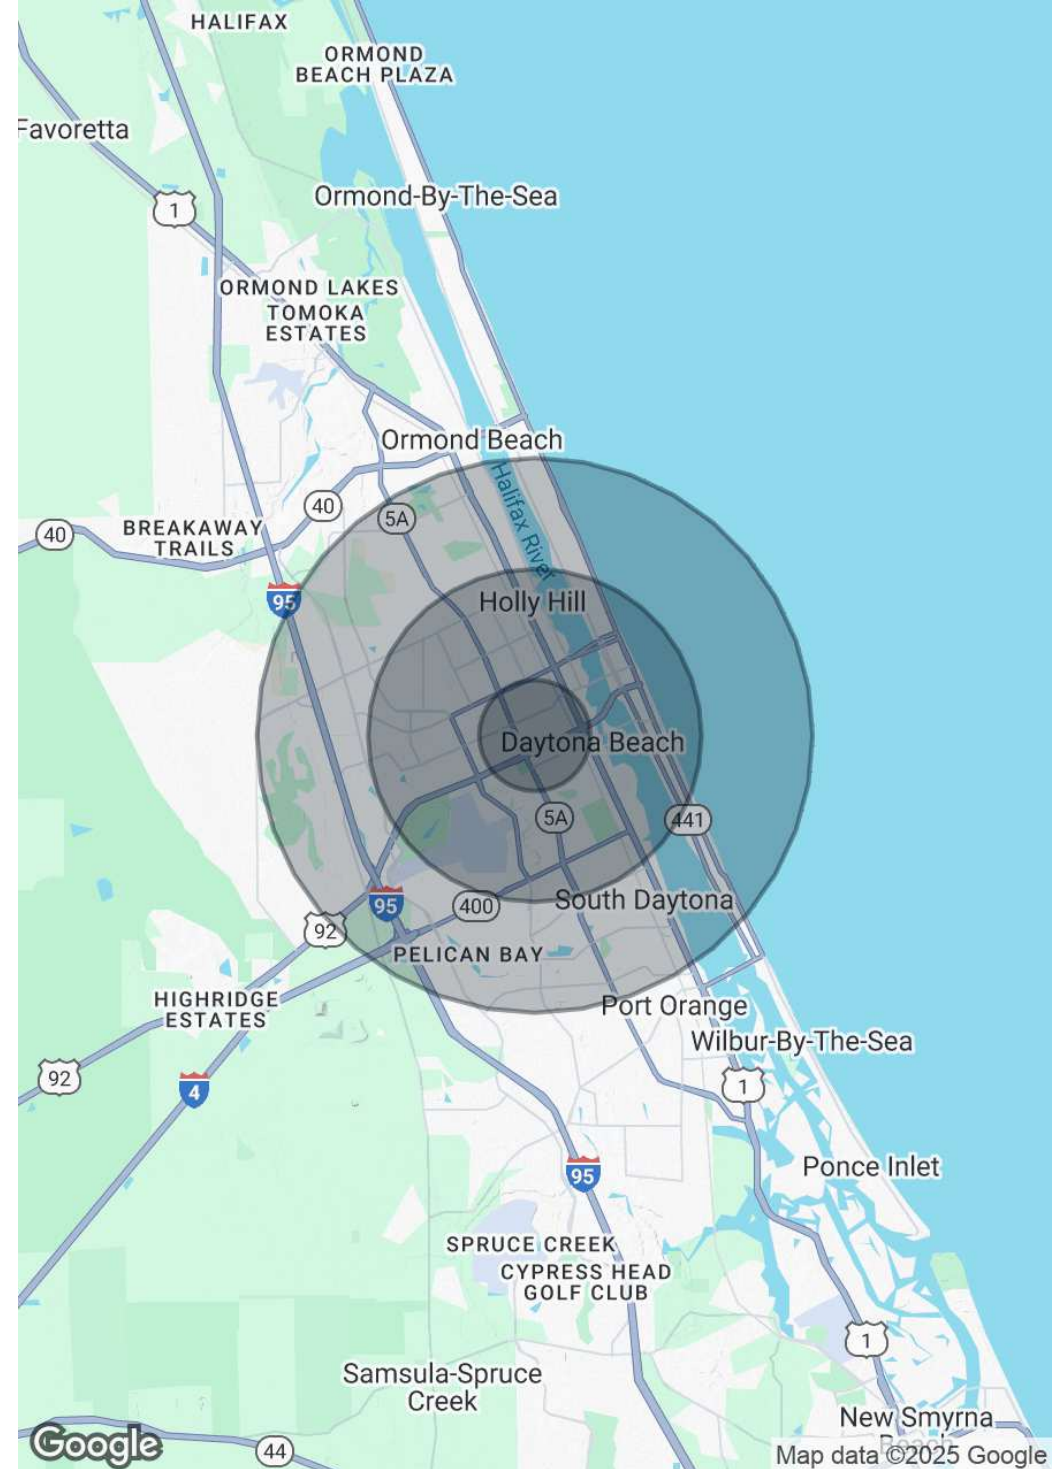 HALIFAX
ORMOND
BEACH PLAZA
Favoretta
Ormond-By-The-Sea
1
ORMOND LAKES
TOMOKA
ESTATES
Ormond Beach
Halifax River
40
5A
40
BREAKAWAY
TRAILS
95
Holly Hill
Daytona Beach
5A
441
95
400
South Daytona
92
PELICAN BAY
HIGHRIDGE
ESTATES
Port Orange
Wilbur-By-The-Sea
92
4
1
95
Ponce Inlet
SPRUCE CREEK
CYPRESS HEAD
GOLF CLUB
1
Samsula-Spruce
Creek
New Smyrna
Beach
Google
44
Map data ©2025 Google